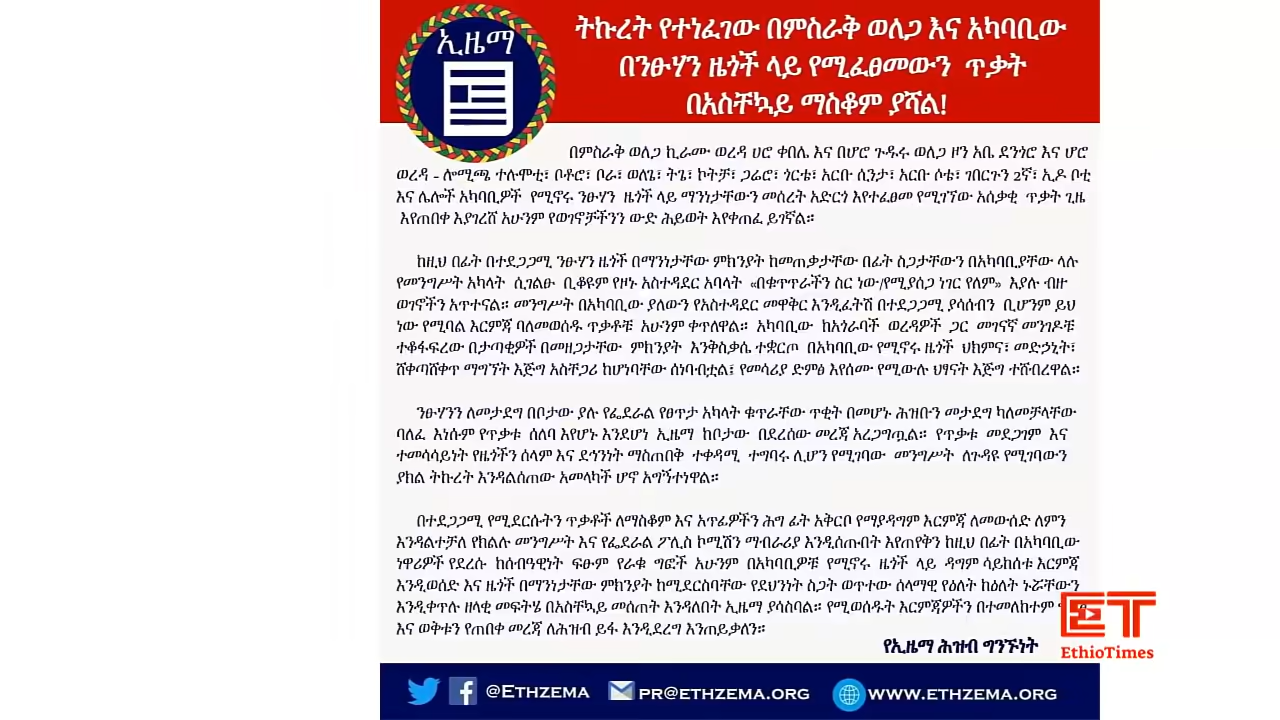 ኢዜማ
ትኩረት የተነፈገው በምስራቅ ወለጋ እና አካባቢው
በንፁሃን ዜጎች ላይ የሚፈፀመውን ጥቃት
በአስቸኳይ ማስቆም ያሻል!
በምስራቅ ወለጋ ኪራሙ ወረዳ ሀሮ ቀበሌ እና በሆሮ ጉዱሩ ወለጋ ዞን አቤ ደንጎሮ እና ሆሮ
ወረዳ - ሎሚጫ ተሉሞቲ፣ ቦቶሮ፣ ቦራ፣ ወለጌ፣ ትጌ፣ ኮትቻ፣ ጋሬሮ፣ ጎርቴ፣ አርቡ ሲንታ፣ አርቡ ሶቴ፣ ገበርጉን 2ኛ፣ ኢዶ ቦቲ
እና ሌሎች አካባቢዎች የሚኖሩ ንፁሃን ዜጎች ላይ ማንነታቸውን መሰረት አድርጎ እየተፈፀመ የሚገኘው አሰቃቂ ጥቃት ጊዜ
እየጠበቀ እያገረሸ አሁንም የወገኖቻችንን ውድ ሕይወት እየቀጠፈ ይገኛል።
ከዚህ በፊት በተደጋጋሚ ንፁሃን ዜጎች በማንነታቸው ምክንያት ከመጠቃታቸው በፊት ስጋታቸውን በአካባቢያቸው ላሉ
የመንግሥት አካላት ሲገልፁ ቢቆዩም የዞኑ አስተዳደር አባላት «በቁጥጥራችን ስር ነው/የሚያሰጋ ነገር የለም» እያሉ ብዙ
ወገኖችን አጥተናል። መንግሥት በአካባቢው ያለውን የአስተዳደር መዋቅር እንዲፈትሽ በተደጋጋሚ ያሳሰብን ቢሆንም ይህ
ነው የሚባል እርምጃ ባለመወሰዱ ጥቃቶቹ አሁንም ቀጥለዋል። አካባቢው ከአጎራባች ወረዳዎች ጋር መገናኛ መንገዶቹ
ተቆፋፍረው በታጣቂዎች በመዘጋታቸው ምክንያት እንቅስቃሴ ተቋርጦ በአካባቢው የሚኖሩ ዜጎች ህክምና፣ መድኃኒት፣
ሸቀጣሸቀጥ ማግኘት እጅግ አስቸጋሪ ከሆነባቸው ሰነባብቷል፤ የመሳሪያ ድምፅ እየሰሙ የሚውሉ ህፃናት እጅግ ተሸብረዋል።
ንፁሃንን ለመታደግ በቦታው ያሉ የፌደራል የፀጥታ አካላት ቁጥራቸው ጥቂት በመሆኑ ሕዝቡን መታደግ ካለመቻላቸው
ባለፈ እነሱም የጥቃቱ ሰለባ እየሆኑ እንደሆነ ኢዜማ ከቦታው በደረሰው መረጃ አረጋግጧል። የጥቃቱ መደጋገም እና
ተመሳሳይነት የዜጎችን ሰላም እና ደኅንነት ማስጠበቅ ተቀዳሚ ተግባሩ ሊሆን የሚገባው መንግሥት ለጉዳዩ የሚገባውን
ያክል ትኩረት እንዳልሰጠው አመላካች ሆኖ አግኝተነዋል።
በተደጋጋሚ የሚደርሱትን ጥቃቶች ለማስቆም እና አጥፊዎችን ሕግ ፊት አቅርቦ የማያዳግም እርምጃ ለመውሰድ ለምን
እንዳልተቻለ የክልሉ መንግሥት እና የፌደራል ፖሊስ ኮሚሽን ማብራሪያ እንዲሰጡበት እየጠየቅን ከዚህ በፊት በአካባቢው
ነዋሪዎች የደረሱ ከሰብዓዊነት ፍፁም የራቁ ግፎች አሁንም በአካባቢዎቹ የሚኖሩ ዜጎች ላይ ዳግም ሳይከሰቱ እርምጃ
እንዲወሰድ እና ዜጎች በማንነታቸው ምክንያት ከሚደርስባቸው የደህንነት ስጋት ወጥተው ሰላማዊ የዕለት ከዕለት ኑሯቸውን
እንዲቀጥሉ ዘላቂ መፍትሄ በአስቸኳይ መሰጠት እንዳለበት ኢዜማ ያሳስባል። የሚወሰዱት እርምጃዎችን በተመለከተም
እና ወቅቱን የጠበቀ መረጃ ለሕዝብ ይፋ እንዲደረግ እንጠይቃለን።
የኢዜማ ሕዝብ ግንኙነት
ET
EthioTimes
@ETHZEMA PR@ETHZEMA.ORG WWW.ETHZEMA.ORG